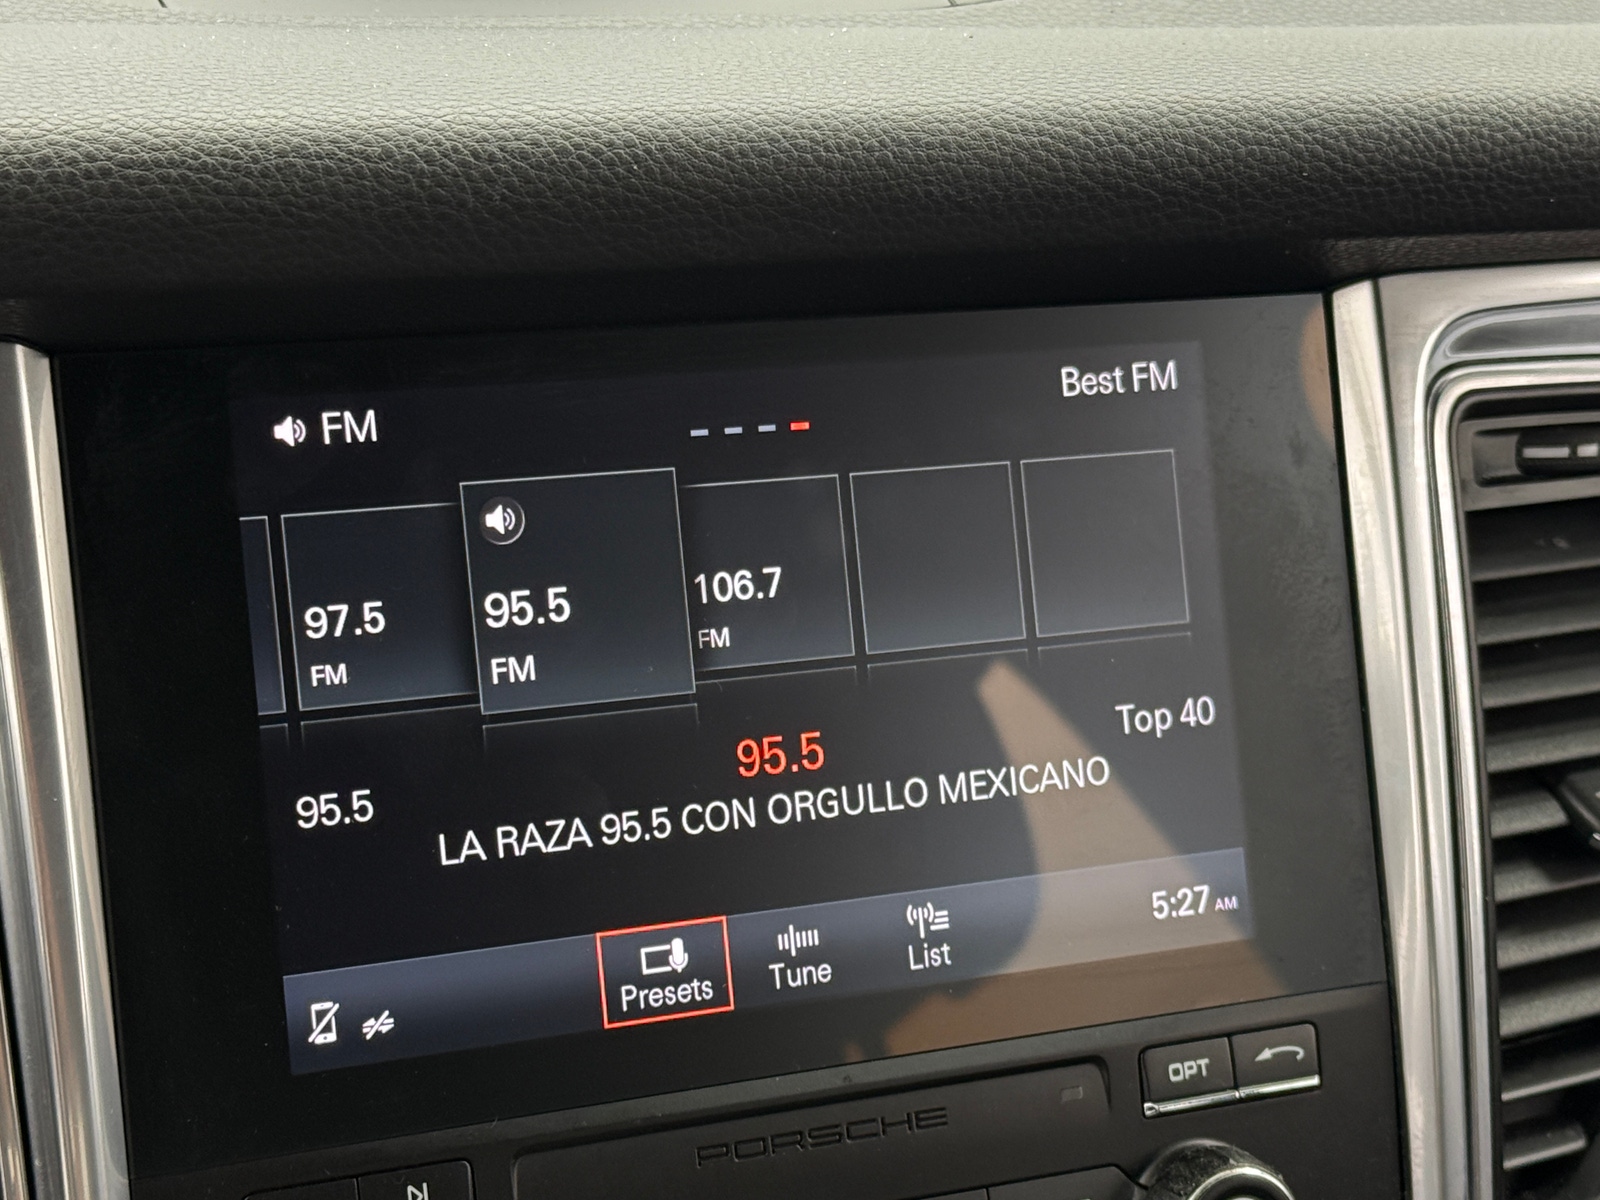 FM
Best FM
97.5
FM
95.5
FM
106.7
FM
95.5
Top 40
95.5
LA RAZA 95.5 CON ORGULLO MEXICANO
Presets
Tune
List
5:27 AM
OPT
PORSCHE